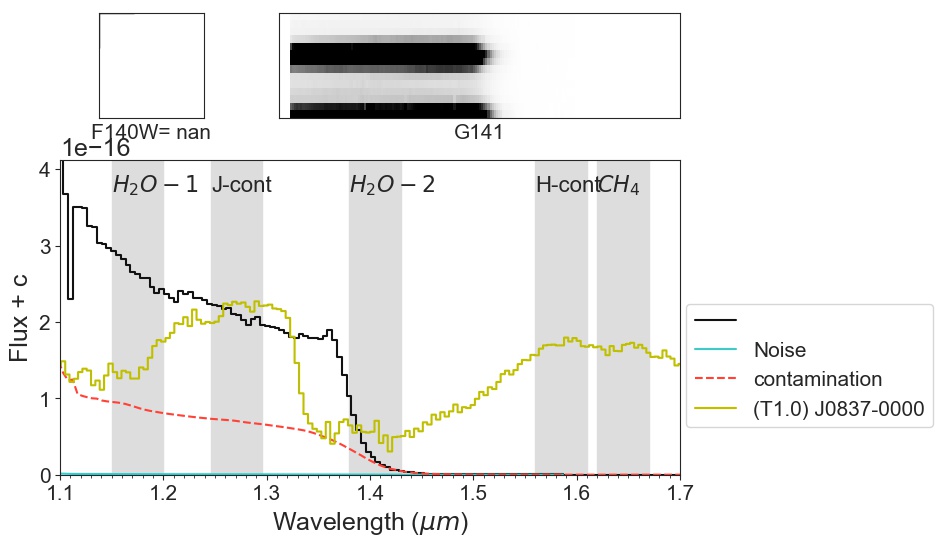 F140W= nan
G141
1e−16
H₂O − 1
J-cont
H₂O − 2
H-cont
CH₄
4
3
2
1
0
Flux + c
1.1
1.2
1.3
1.4
1.5
1.6
1.7
Wavelength (μm)
Noise
contamination
(T1.0) J0837-0000